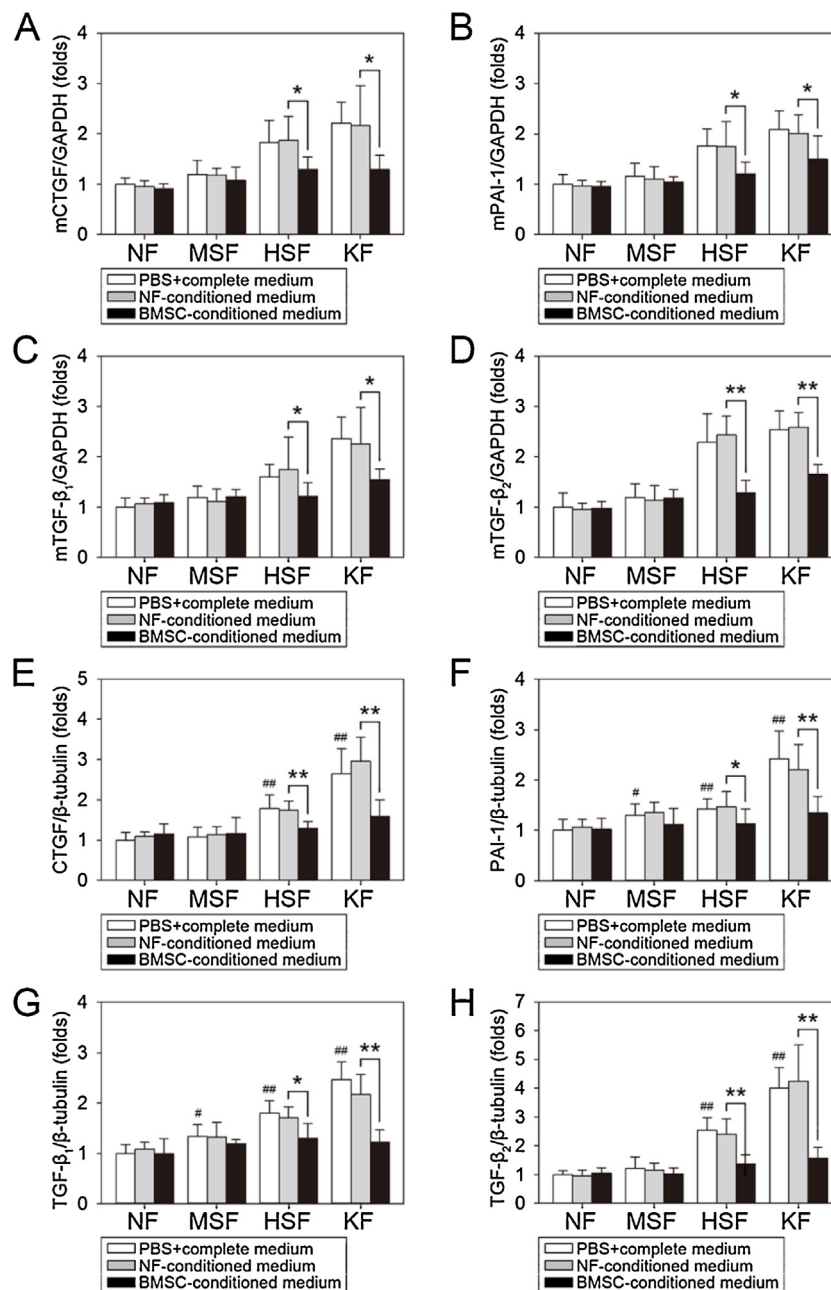 A
mCTGF/GAPDH (folds)
4
3
2
1
0
*
*
NF MSF HSF KF
PBS+complete medium
NF-conditioned medium
BMSC-conditioned medium
B
mPAI-1/GAPDH (folds)
4
3
2
1
0
*
*
NF MSF HSF KF
PBS+complete medium
NF-conditioned medium
BMSC-conditioned medium
C
mTGF-β₁/GAPDH (folds)
4
3
2
1
0
*
*
NF MSF HSF KF
PBS+complete medium
NF-conditioned medium
BMSC-conditioned medium
D
mTGF-β₂/GAPDH (folds)
4
3
2
1
0
**
**
NF MSF HSF KF
PBS+complete medium
NF-conditioned medium
BMSC-conditioned medium
E
CTGF/β-tubulin (folds)
5
4
3
2
1
0
## **
## **
NF MSF HSF KF
PBS+complete medium
NF-conditioned medium
BMSC-conditioned medium
F
PAI-1/β-tubulin (folds)
4
3
2
1
0
#
## *
## **
NF MSF HSF KF
PBS+complete medium
NF-conditioned medium
BMSC-conditioned medium
G
TGF-β₁/β-tubulin (folds)
4
3
2
1
0
#
## *
## **
NF MSF HSF KF
PBS+complete medium
NF-conditioned medium
BMSC-conditioned medium
H
TGF-β₂/β-tubulin (folds)
7
6
5
4
3
2
1
0
## **
## **
NF MSF HSF KF
PBS+complete medium
NF-conditioned medium
BMSC-conditioned medium